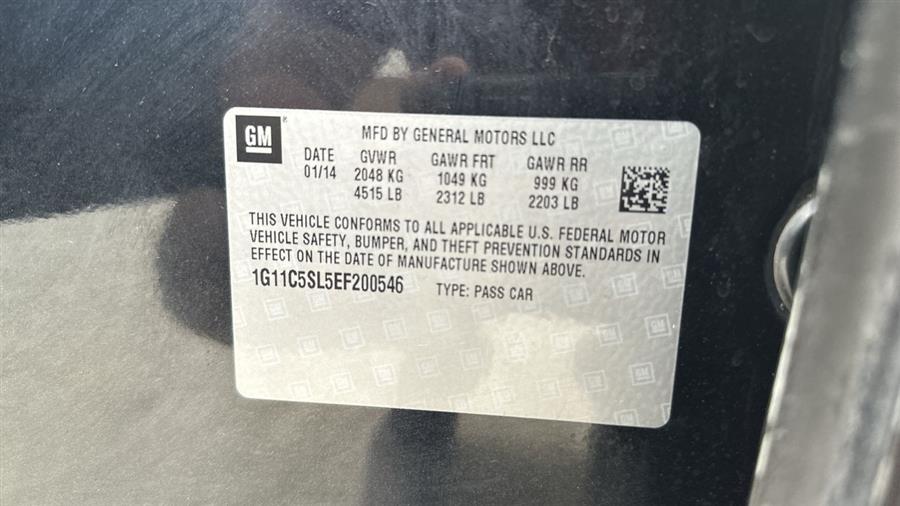 GM ®
MFD BY GENERAL MOTORS LLC
DATE GVWR GAWR FRT GAWR RR
01/14 2048 KG 1049 KG 999 KG
4515 LB 2312 LB 2203 LB
THIS VEHICLE CONFORMS TO ALL APPLICABLE U.S. FEDERAL MOTOR
VEHICLE SAFETY, BUMPER, AND THEFT PREVENTION STANDARDS IN
EFFECT ON THE DATE OF MANUFACTURE SHOWN ABOVE.
1G11C5SL5EF200546 TYPE: PASS CAR